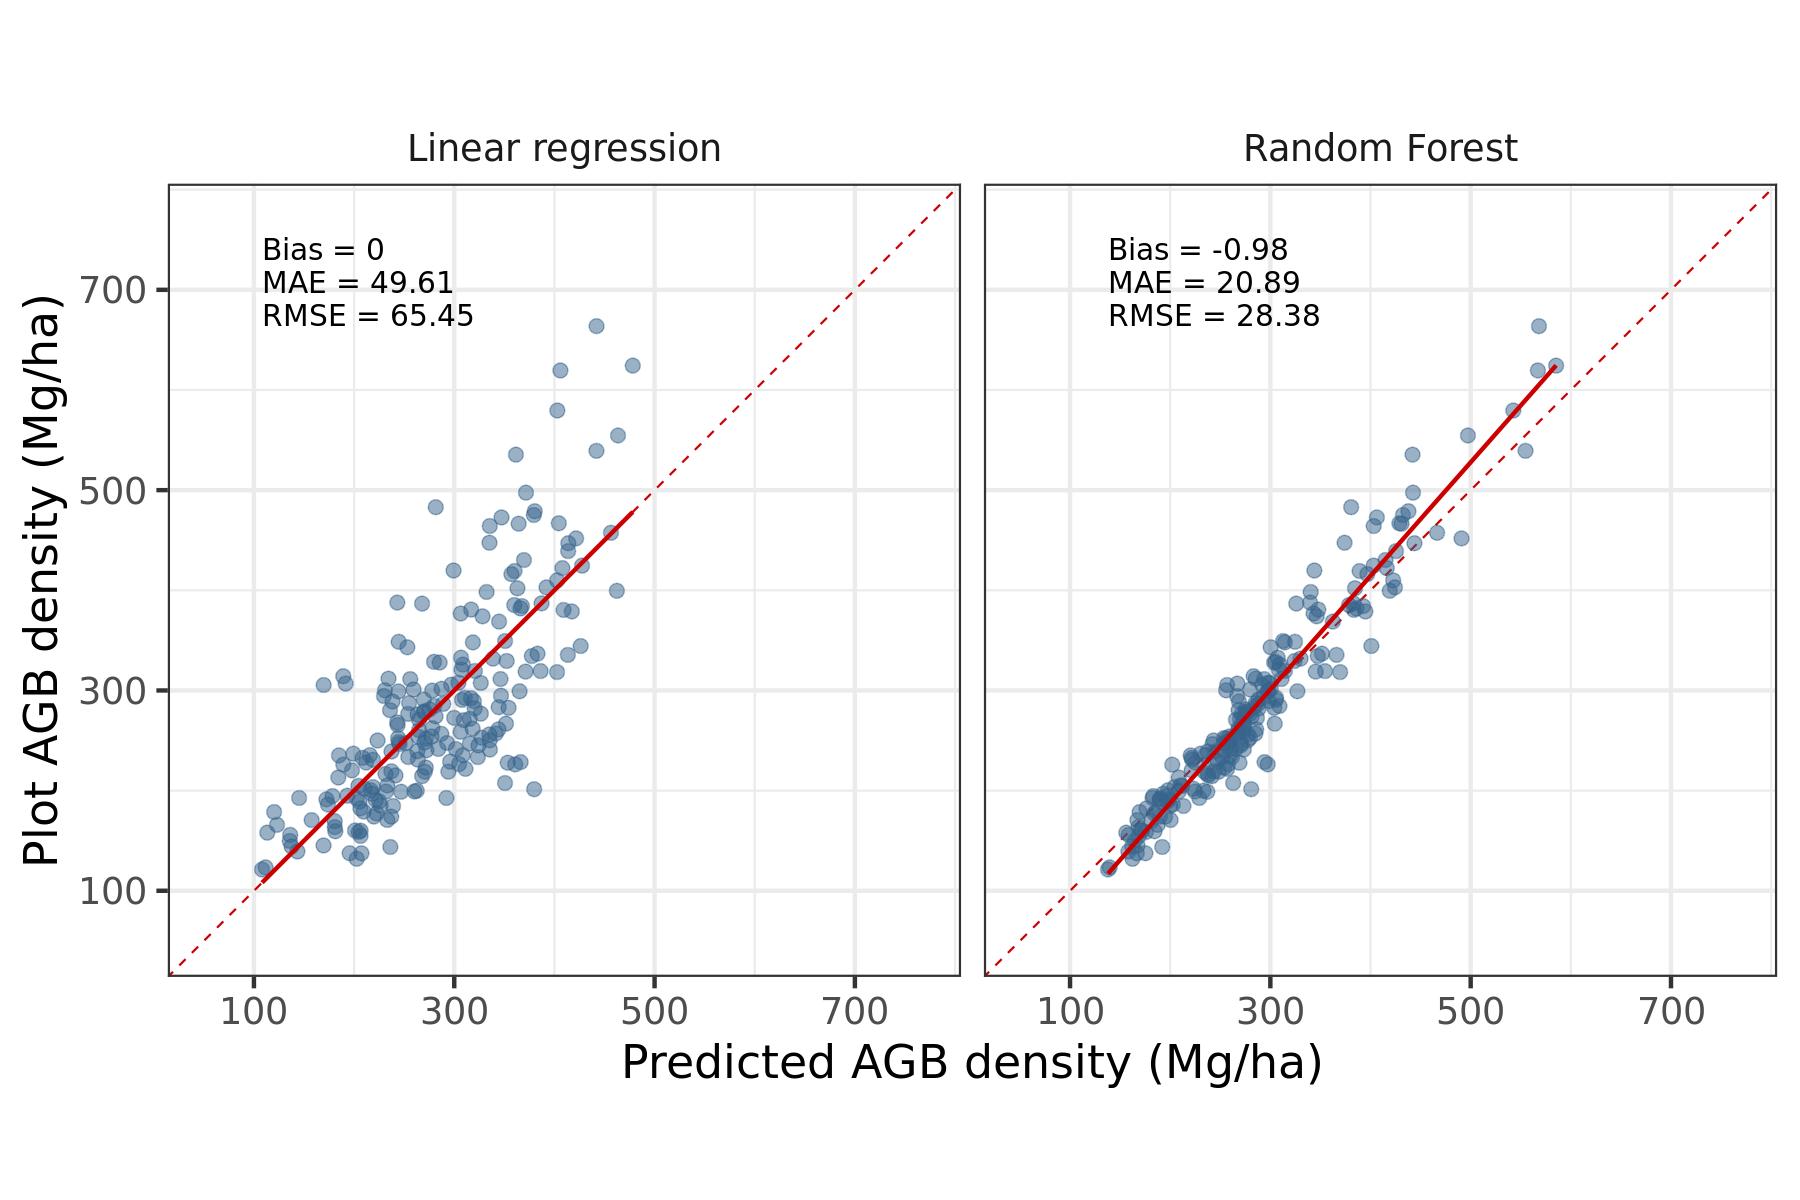 Linear regression
Random Forest
Bias = 0
MAE = 49.61
RMSE = 65.45
Bias = -0.98
MAE = 20.89
RMSE = 28.38
Plot AGB density (Mg/ha)
700
500
300
100
100 300 500 700
100 300 500 700
Predicted AGB density (Mg/ha)